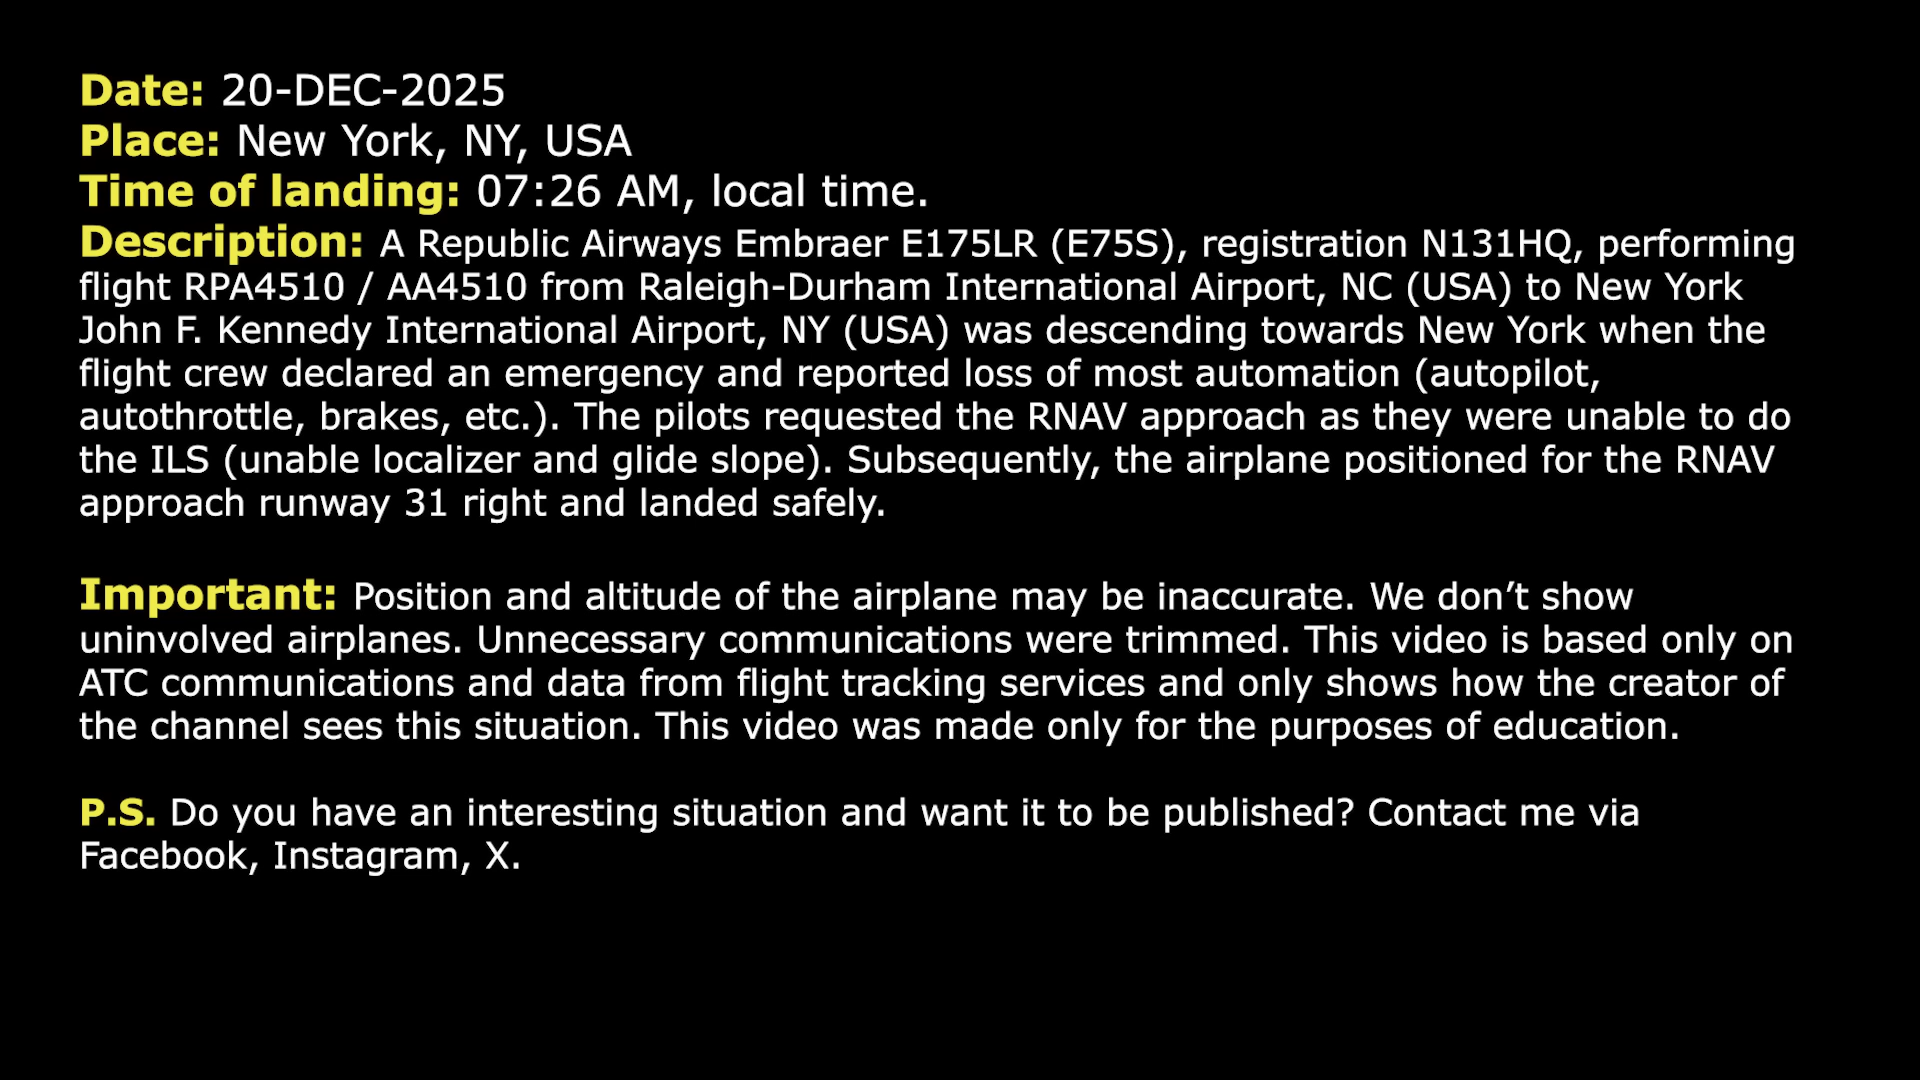 Date: 20-DEC-2025
Place: New York, NY, USA
Time of landing: 07:26 AM, local time.
Description: A Republic Airways Embraer E175LR (E75S), registration N131HQ, performing
flight RPA4510 / AA4510 from Raleigh-Durham International Airport, NC (USA) to New York
John F. Kennedy International Airport, NY (USA) was descending towards New York when the
flight crew declared an emergency and reported loss of most automation (autopilot,
autothrottle, brakes, etc.). The pilots requested the RNAV approach as they were unable to do
the ILS (unable localizer and glide slope). Subsequently, the airplane positioned for the RNAV
approach runway 31 right and landed safely.
Important: Position and altitude of the airplane may be inaccurate. We don’t show
uninvolved airplanes. Unnecessary communications were trimmed. This video is based only on
ATC communications and data from flight tracking services and only shows how the creator of
the channel sees this situation. This video was made only for the purposes of education.
P.S. Do you have an interesting situation and want it to be published? Contact me via
Facebook, Instagram, X.